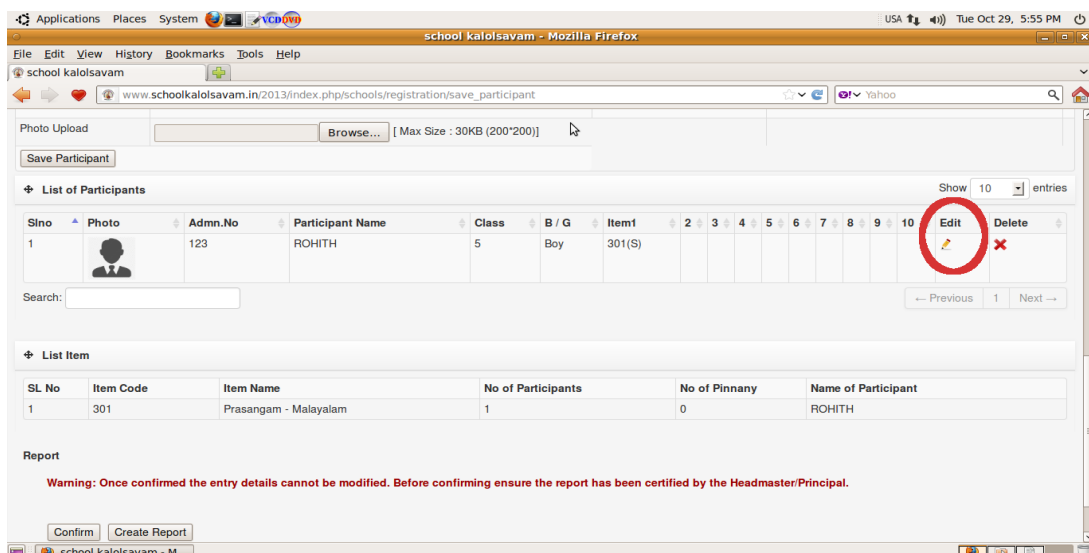 Applications Places System VCD DVD USA Tue Oct 29, 5:55 PM
school kalolsavam - Mozilla Firefox
File Edit View History Bookmarks Tools Help
school kalolsavam
www.schoolkalolsavam.in/2013/index.php/schools/registration/save_participant Yahoo
Photo Upload Browse... [ Max Size : 30KB (200*200)]
Save Participant
List of Participants Show 10 entries
Slno Photo Admn.No Participant Name Class B / G Item1 2 3 4 5 6 7 8 9 10 Edit Delete
1 123 ROHITH 5 Boy 301(S)
Search: ← Previous 1 Next →
List Item
SL No Item Code Item Name No of Participants No of Pinnany Name of Participant
1 301 Prasangam - Malayalam 1 0 ROHITH
Report
Warning: Once confirmed the entry details cannot be modified. Before confirming ensure the report has been certified by the Headmaster/Principal.
Confirm Create Report
school kalolsavam - M...